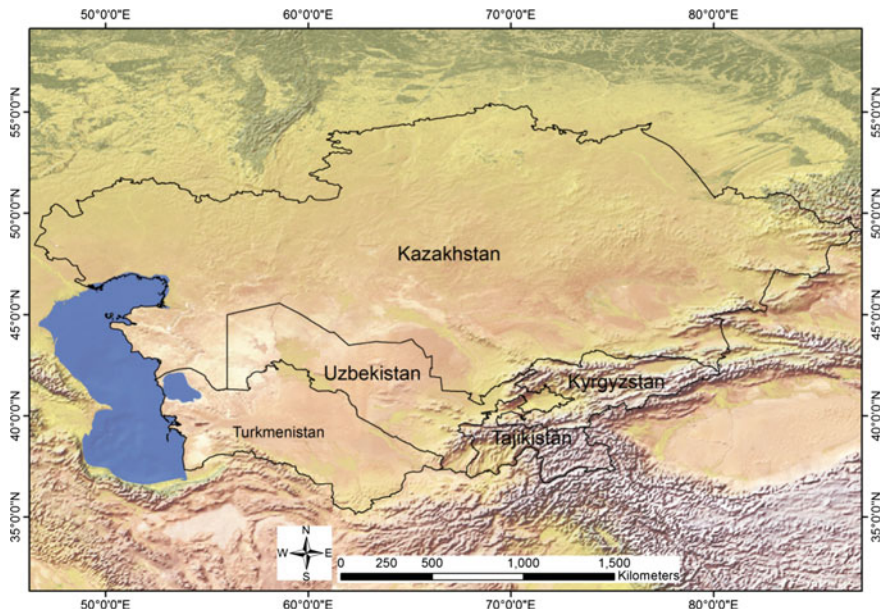 50°0'0"E 60°0'0"E 70°0'0"E 80°0'0"E
55°0'0"N 55°0'0"N
50°0'0"N 50°0'0"N
Kazakhstan
45°0'0"N 45°0'0"N
Uzbekistan
Kyrgyzstan
40°0'0"N 40°0'0"N
Turkmenistan
Tajikistan
35°0'0"N 35°0'0"N
N
W E
S
0 250 500 1,000 1,500
Kilometers
50°0'0"E 60°0'0"E 70°0'0"E 80°0'0"E